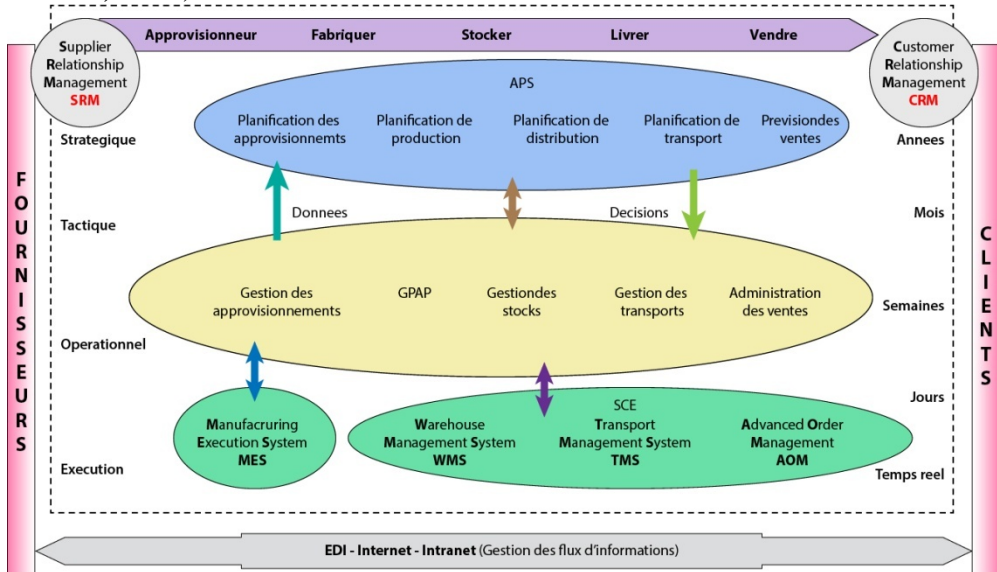 Approvisionneur Fabriquer Stocker Livrer Vendre
Supplier
Relationship
Management
SRM
Customer
Relationship
Management
CRM
APS
Planification des
approvisionnemts
Planification de
production
Planification de
distribution
Planification de
transport
Previsiondes
ventes
Strategique
Annees
FOURNISSEURS
CLIENTS
Donnees
Decisions
Tactique
Mois
Gestion des
approvisionnements
GPAP
Gestiondes
stocks
Gestion des
transports
Administration
des ventes
Semaines
Operationnel
Jours
Manufacruring
Execution System
MES
SCE
Warehouse
Management System
WMS
Transport
Management System
TMS
Advanced Order
Management
AOM
Execution
Temps reel
EDI - Internet - Intranet (Gestion des flux d'informations)